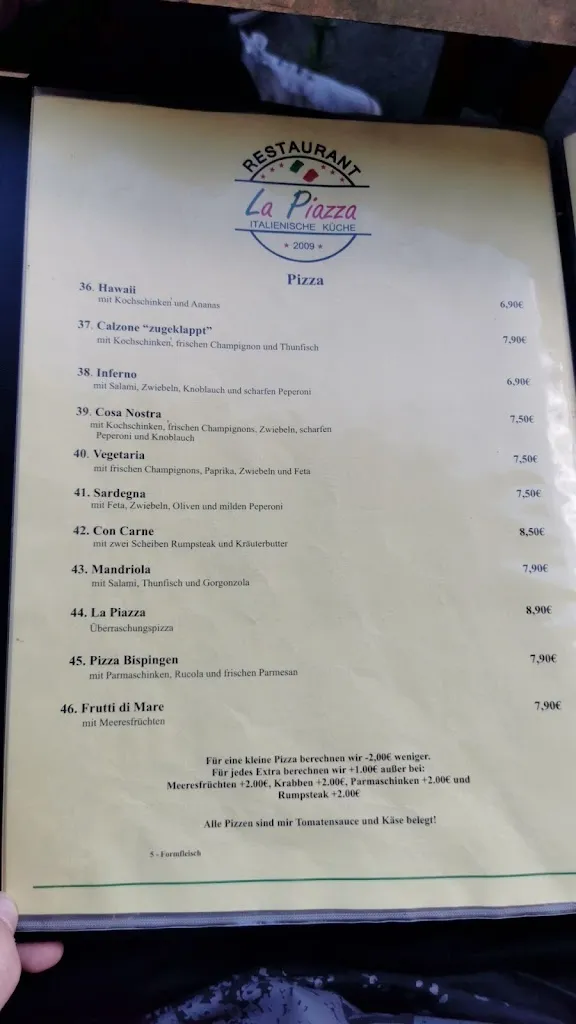 RESTAURANT
La Piazza
ITALIENISCHE KÜCHE
2009
Pizza
36. Hawaii 6,90€
mit Kochschinken⁵ und Ananas
37. Calzone “zugeklappt” 7,90€
mit Kochschinken⁵, frischen Champignon und Thunfisch
38. Inferno 6,90€
mit Salami, Zwiebeln, Knoblauch und scharfen Peperoni
39. Cosa Nostra 7,50€
mit Kochschinken, frischen Champignons, Zwiebeln, scharfen
Peperoni und Knoblauch
40. Vegetaria 7,50€
mit frischen Champignons, Paprika, Zwiebeln und Feta
41. Sardegna 7,50€
mit Feta, Zwiebeln, Oliven und milden Peperoni
42. Con Carne 8,50€
mit zwei Scheiben Rumpsteak und Kräuterbutter
43. Mandriola 7,90€
mit Salami, Thunfisch und Gorgonzola
44. La Piazza 8,90€
Überraschungspizza
45. Pizza Bispingen 7,90€
mit Parmaschinken, Rucola und frischen Parmesan
46. Frutti di Mare 7,90€
mit Meeresfrüchten
Für eine kleine Pizza berechnen wir -2,00€ weniger.
Für jedes Extra berechnen wir +1.00€ außer bei:
Meeresfrüchten +2.00€, Krabben +2.00€, Parmaschinken +2.00€ und
Rumpsteak +2.00€
Alle Pizzen sind mir Tomatensauce und Käse belegt!
5 - Formfleisch